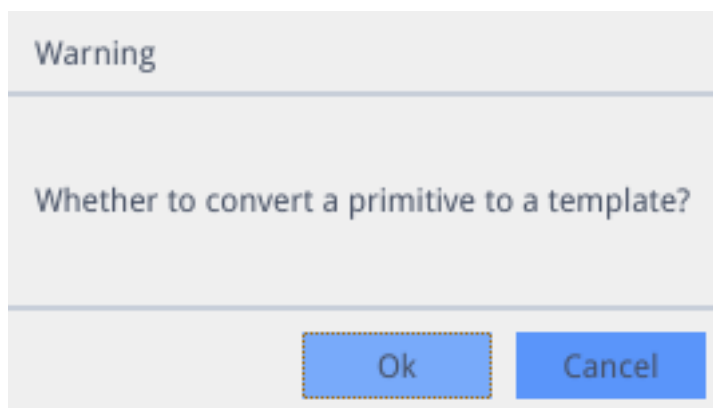 Warning
Whether to convert a primitive to a template?
Ok
Cancel